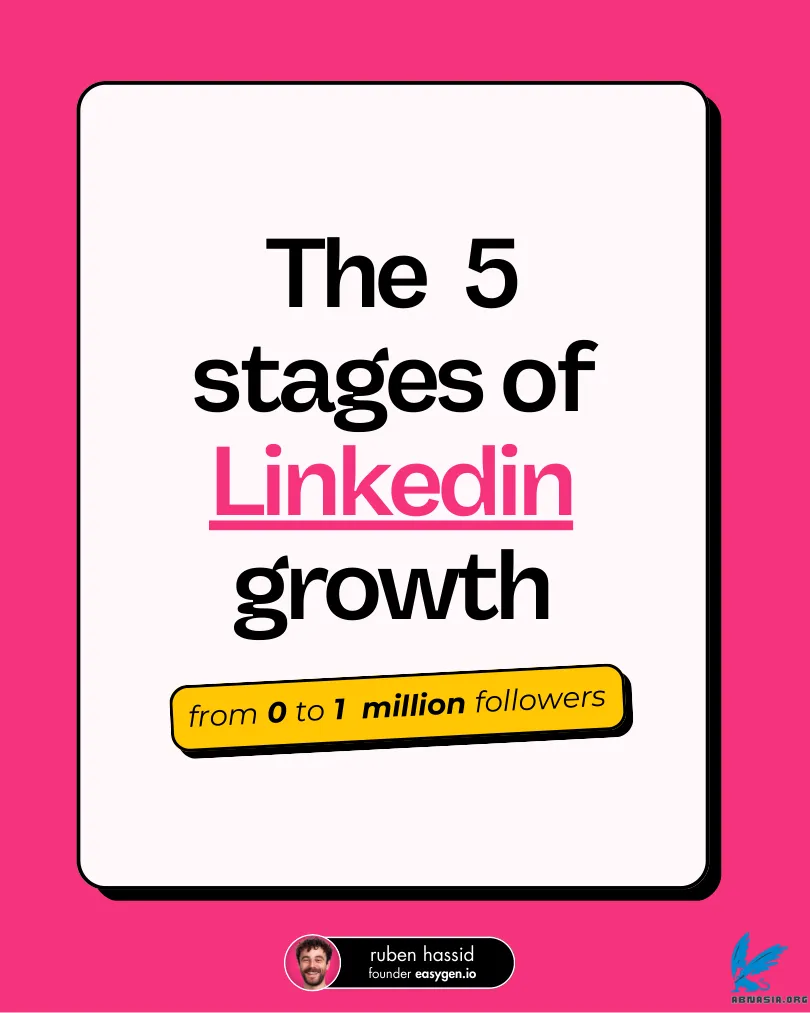 The 5
stages of
Linkedin
growth
from 0 to 1 million followers
ruben hassid
founder easygen.io
ABNASIA.ORG